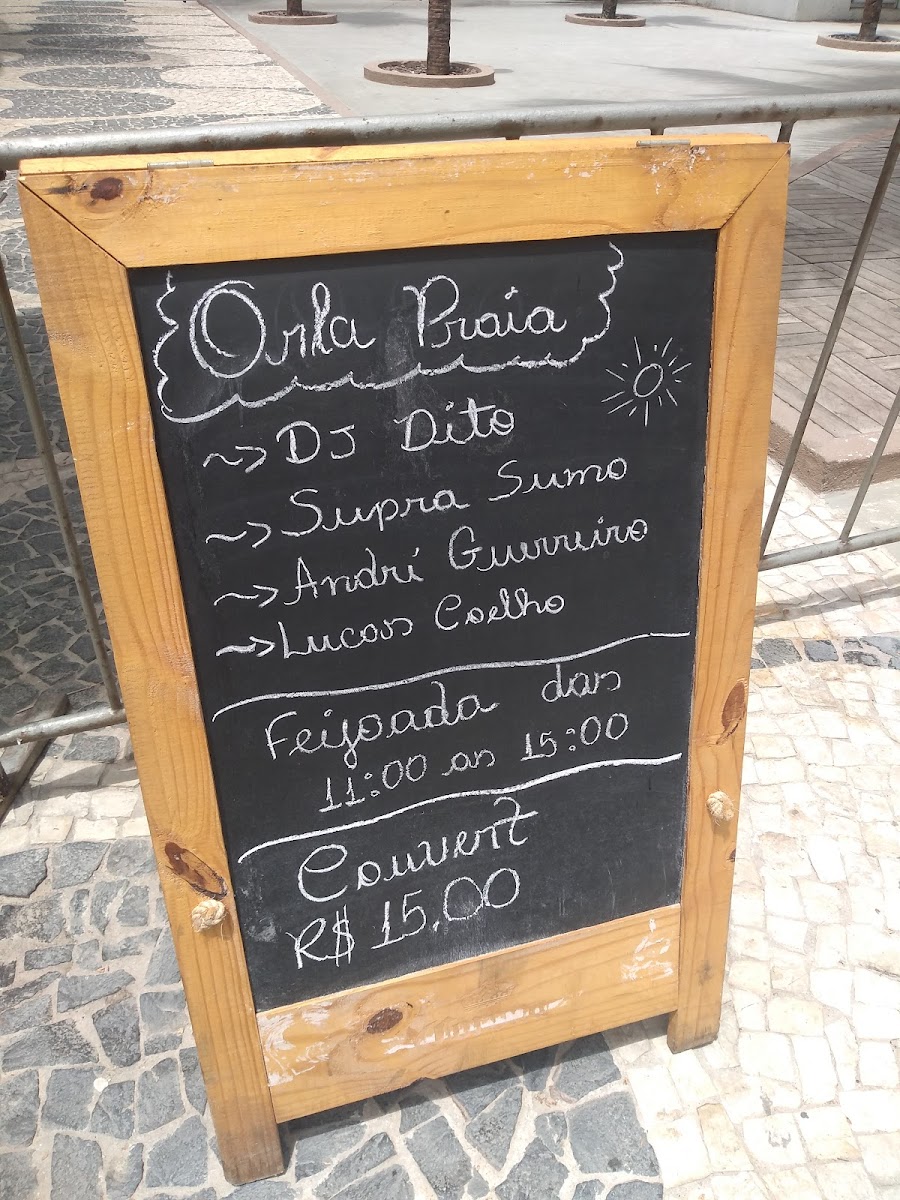 Orla Praia
~> DJ Dito
~> Supra Sumo
~> André Guerreiro
~> Lucas Coelho
Feijoada das
11:00 as 15:00
Couvert
R$ 15,00